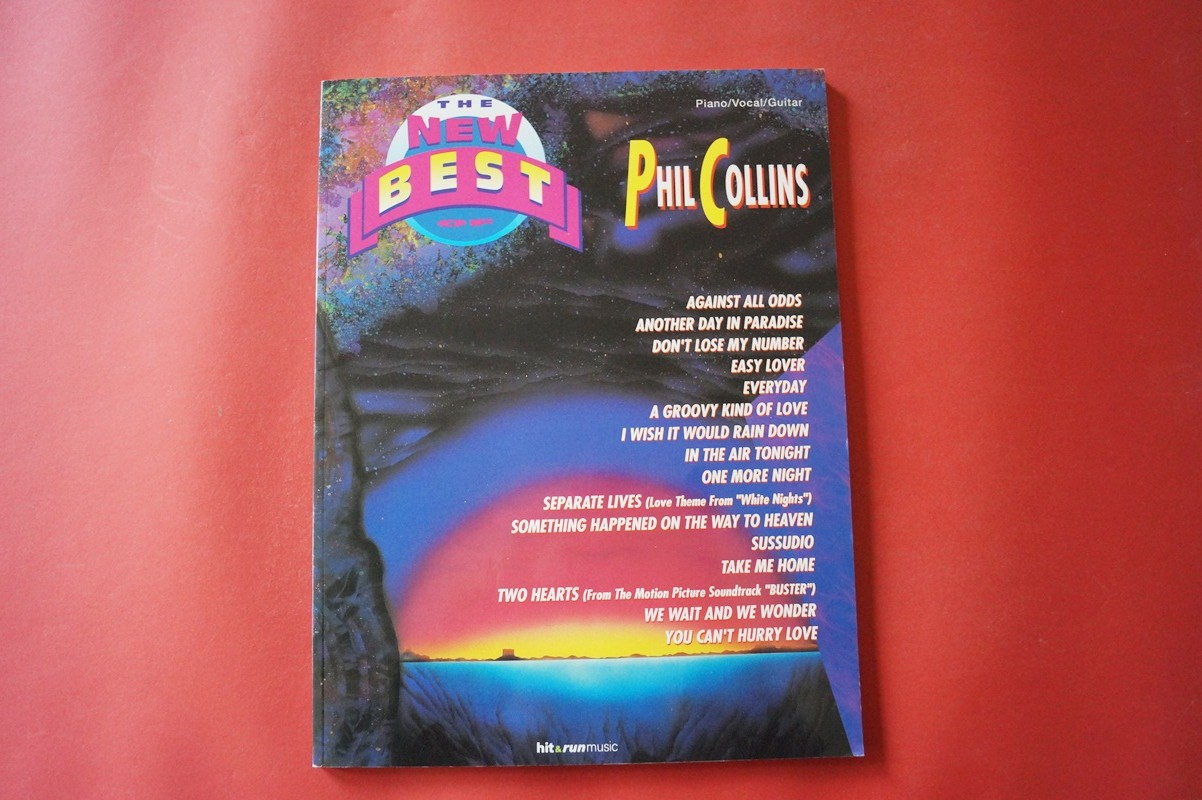 THE
NEW
BEST
Piano/Vocal/Guitar
PHIL COLLINS
AGAINST ALL ODDS
ANOTHER DAY IN PARADISE
DON'T LOSE MY NUMBER
EASY LOVER
EVERYDAY
A GROOVY KIND OF LOVE
I WISH IT WOULD RAIN DOWN
IN THE AIR TONIGHT
ONE MORE NIGHT
SEPARATE LIVES (Love Theme From "White Nights")
SOMETHING HAPPENED ON THE WAY TO HEAVEN
SUSSUDIO
TAKE ME HOME
TWO HEARTS (From The Motion Picture Soundtrack "BUSTER")
WE WAIT AND WE WONDER
YOU CAN'T HURRY LOVE
hit&runmusic